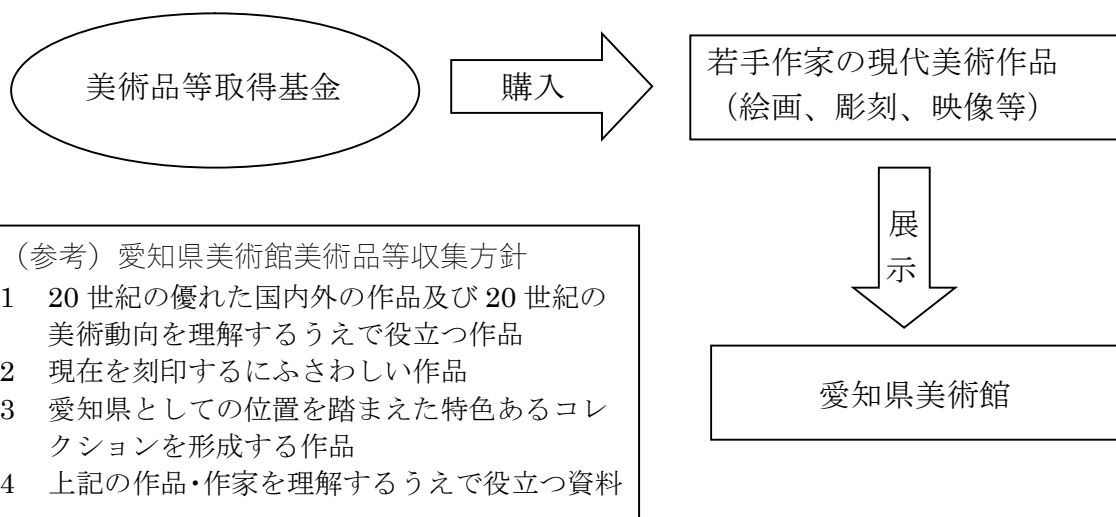 美術品等取得基金
購入
若手作家の現代美術作品
（絵画、彫刻、映像等）
展
示
愛知県美術館
（参考）愛知県美術館美術品等収集方針
1 20 世紀の優れた国内外の作品及び 20 世紀の
美術動向を理解するうえで役立つ作品
2 現在を刻印するにふさわしい作品
3 愛知県としての位置を踏まえた特色あるコレ
クションを形成する作品
4 上記の作品・作家を理解するうえで役立つ資料